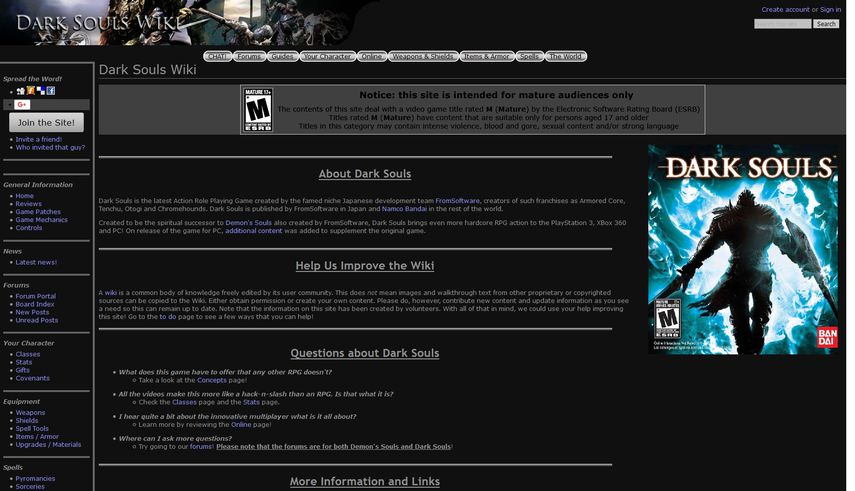 DARK SOULS WIKI
Create account or Sign in
Search
CHAT! Forums Guides Your Character Online Weapons & Shields Items & Armor Spells The World
Spread the Word!
G+
Join the Site!
Invite a friend!
Who invited that guy?
General Information
Home
Reviews
Game Patches
Game Mechanics
Controls
News
Latest news!
Forums
Forum Portal
Board Index
New Posts
Unread Posts
Your Character
Classes
Stats
Gifts
Covenants
Equipment
Weapons
Shields
Spell Tools
Items / Armor
Upgrades / Materials
Spells
Pyromancies
Sorceries
Dark Souls Wiki
MATURE 17+
M
ESRB
Notice: this site is intended for mature audiences only
The contents of this site deal with a video game title rated M (Mature) by the Electronic Software Rating Board (ESRB)
Titles rated M (Mature) have content that are suitable only for persons aged 17 and older
Titles in this category may contain intense violence, blood and gore, sexual content and/or strong language
About Dark Souls
Dark Souls is the latest Action Role Playing Game created by the famed niche Japanese development team FromSoftware, creators of such franchises as Armored Core,
Tenchu, Otogi and Chromehounds. Dark Souls is published by FromSoftware in Japan and Namco Bandai in the rest of the world.
Created to be the spiritual successor to Demon's Souls also created by FromSoftware, Dark Souls brings even more hardcore RPG action to the PlayStation 3, XBox 360
and PC! On release of the game for PC, additional content was added to supplement the original game.
Help Us Improve the Wiki
A wiki is a common body of knowledge freely edited by its user community. This does not mean images and walkthrough text from other proprietary or copyrighted
sources can be copied to the Wiki. Either obtain permission or create your own content. Please do, however, contribute new content and update information as you see
a need so this can remain up to date. Note that the information on this site has been created by volunteers. With all of that in mind, we could use your help improving
this site! Go to the to do page to see a few ways that you can help!
Questions about Dark Souls
What does this game have to offer that any other RPG doesn't?
Take a look at the Concepts page!
All the videos make this more like a hack-n-slash than an RPG. Is that what it is?
Check the Classes page and the Stats page.
I hear quite a bit about the innovative multiplayer what is it all about?
Learn more by reviewing the Online page!
Where can I ask more questions?
Try going to our forums! Please note that the forums are for both Demon's Souls and Dark Souls!
More Information and Links
DARK SOULS
M
ESRB
BAN
DAI